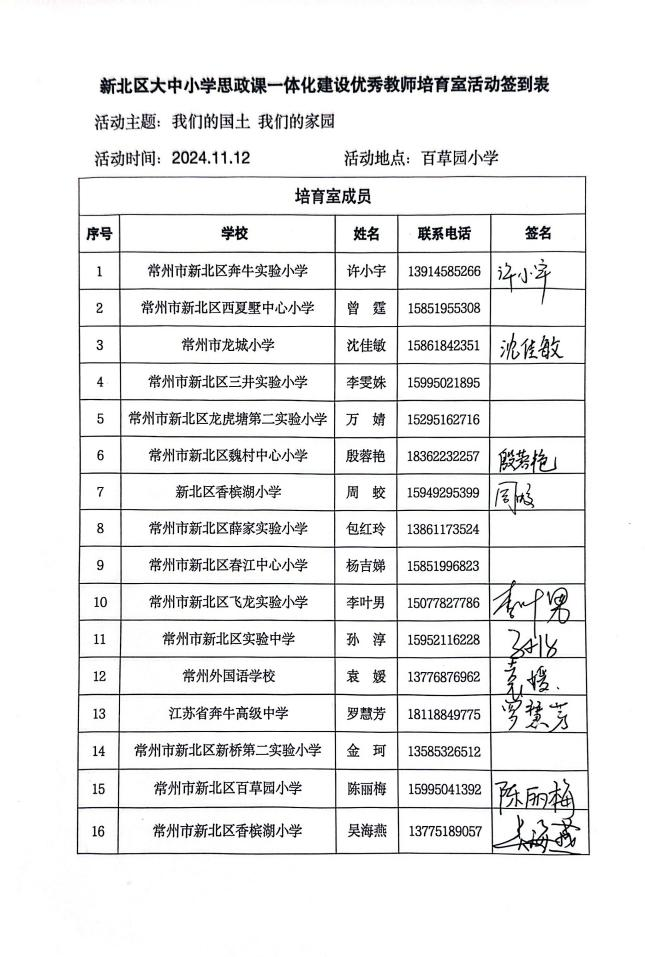 新北区大中小学思政课一体化建设优秀教师培育室活动签到表
活动主题：我们的国土 我们的家园
活动时间：2024.11.12 活动地点：百草园小学
培育室成员
序号 学校 姓名 联系电话 签名
1 常州市新北区奔牛实验小学 许小宇 13914585266 许小宇
2 常州市新北区西夏墅中心小学 曾 霆 15851955308
3 常州市龙城小学 沈佳敏 15861842351 沈佳敏
4 常州市新北区三井实验小学 李雯姝 15995021895
5 常州市新北区龙虎塘第二实验小学 万 婧 15295162716
6 常州市新北区魏村中心小学 殷蓉艳 18362232257 殷蓉艳
7 新北区香槟湖小学 周 蛟 15949295399 周蛟
8 常州市新北区薛家实验小学 包红玲 13861173524
9 常州市新北区春江中心小学 杨吉娣 15851996823
10 常州市新北区飞龙实验小学 李叶男 15077827786 李叶男
11 常州市新北区实验中学 孙 淳 15952116228
12 常州外国语学校 袁 媛 13776876962 袁媛
13 江苏省奔牛高级中学 罗慧芳 18118849775 罗慧芳
14 常州市新北区新桥第二实验小学 金 珂 13585326512
15 常州市新北区百草园小学 陈丽梅 15995041392 陈丽梅
16 常州市新北区香槟湖小学 吴海燕 13775189057 吴海燕